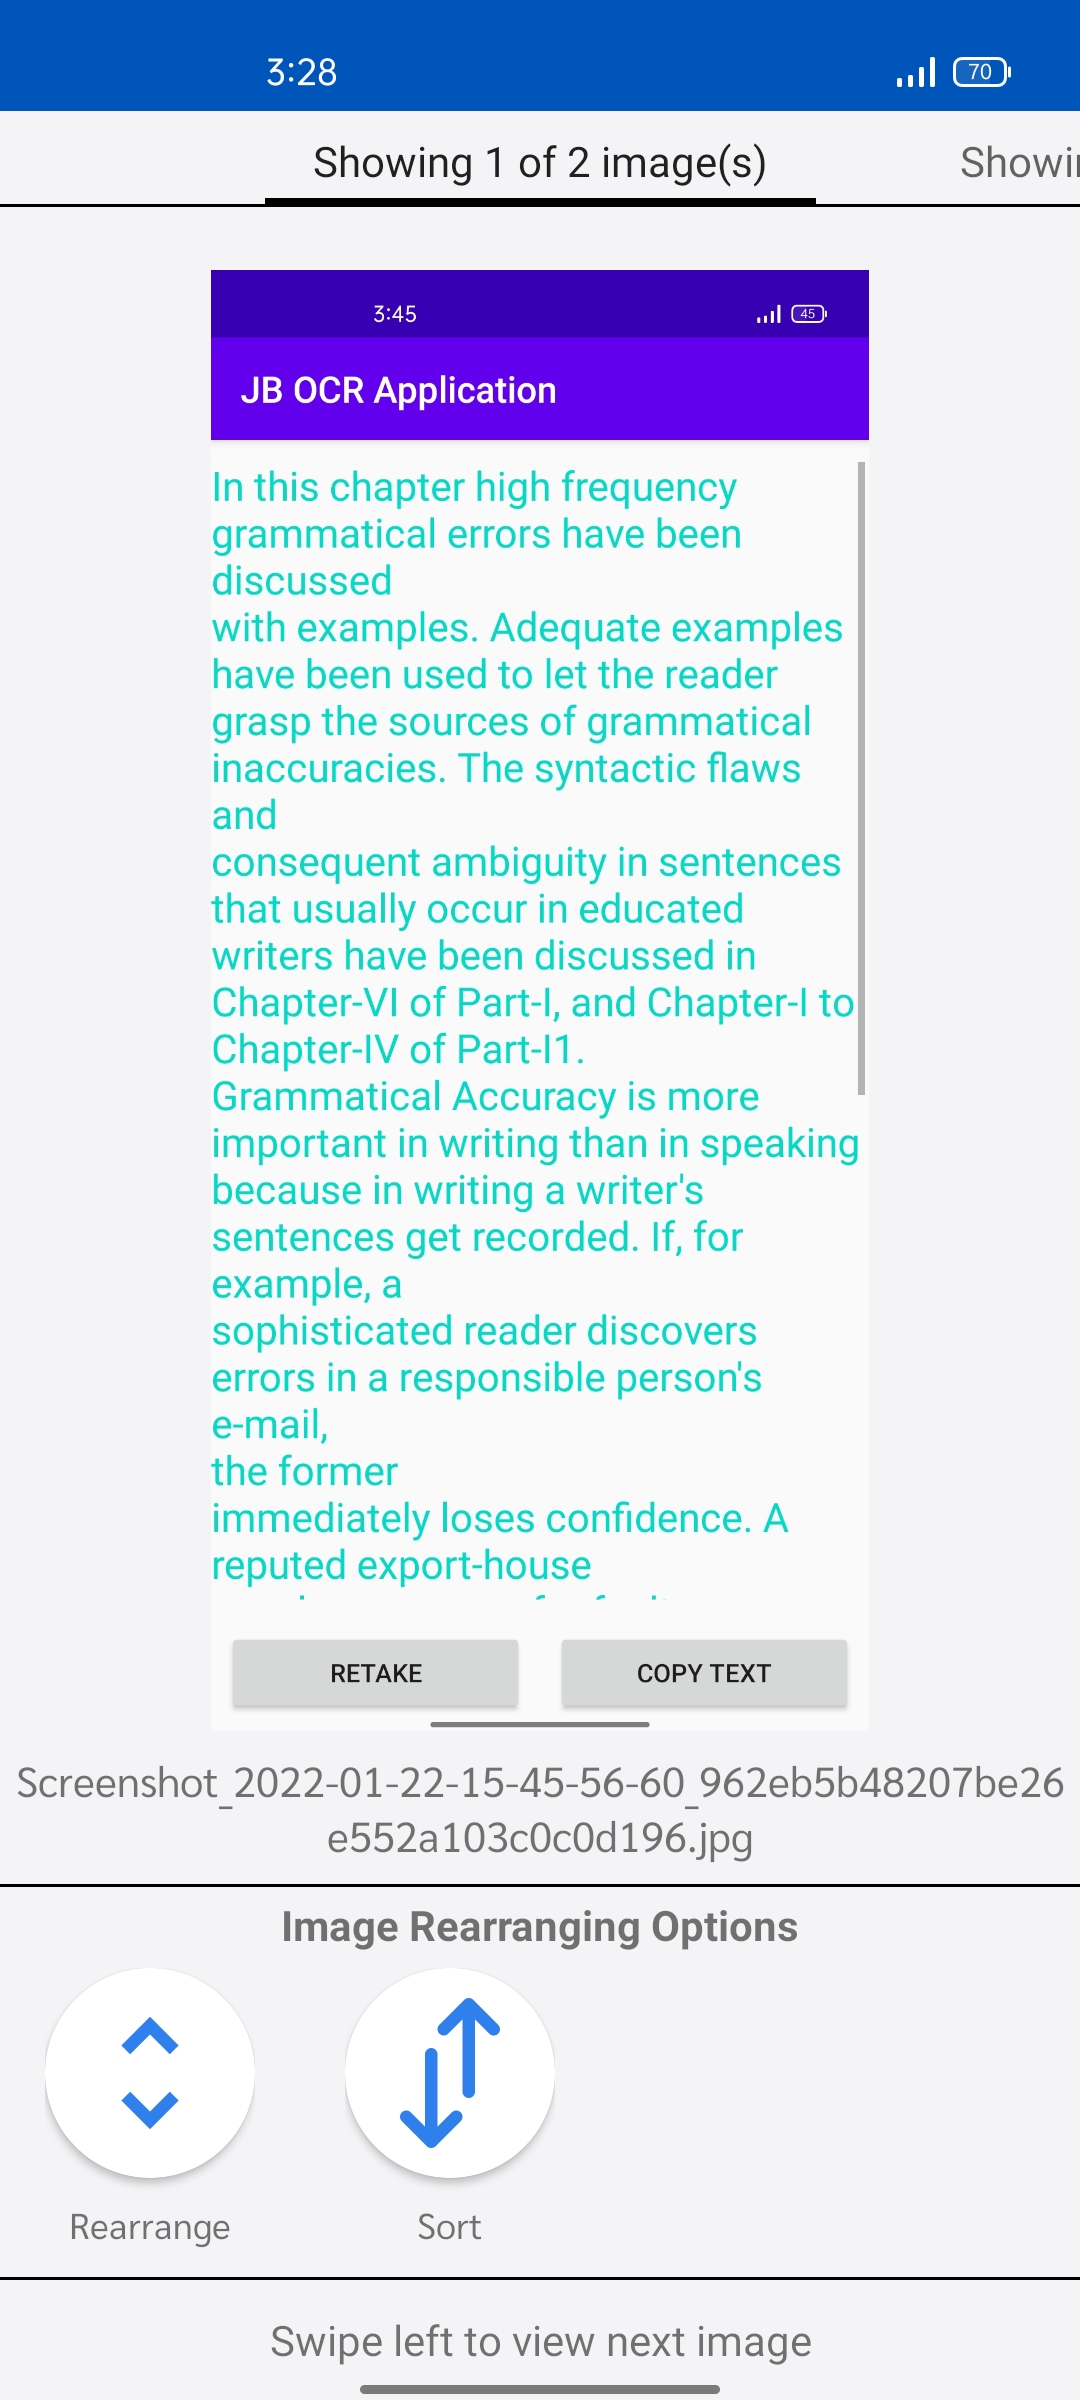 3:28
70
Showing 1 of 2 image(s)
Showi
3:45
45
JB OCR Application
In this chapter high frequency
grammatical errors have been
discussed
with examples. Adequate examples
have been used to let the reader
grasp the sources of grammatical
inaccuracies. The syntactic flaws
and
consequent ambiguity in sentences
that usually occur in educated
writers have been discussed in
Chapter-VI of Part-I, and Chapter-I to
Chapter-IV of Part-I1.
Grammatical Accuracy is more
important in writing than in speaking
because in writing a writer's
sentences get recorded. If, for
example, a
sophisticated reader discovers
errors in a responsible person's
e-mail,
the former
immediately loses confidence. A
reputed export-house
RETAKE
COPY TEXT
Screenshot_2022-01-22-15-45-56-60_962eb5b48207be26
e552a103c0c0d196.jpg
Image Rearranging Options
Rearrange
Sort
Swipe left to view next image